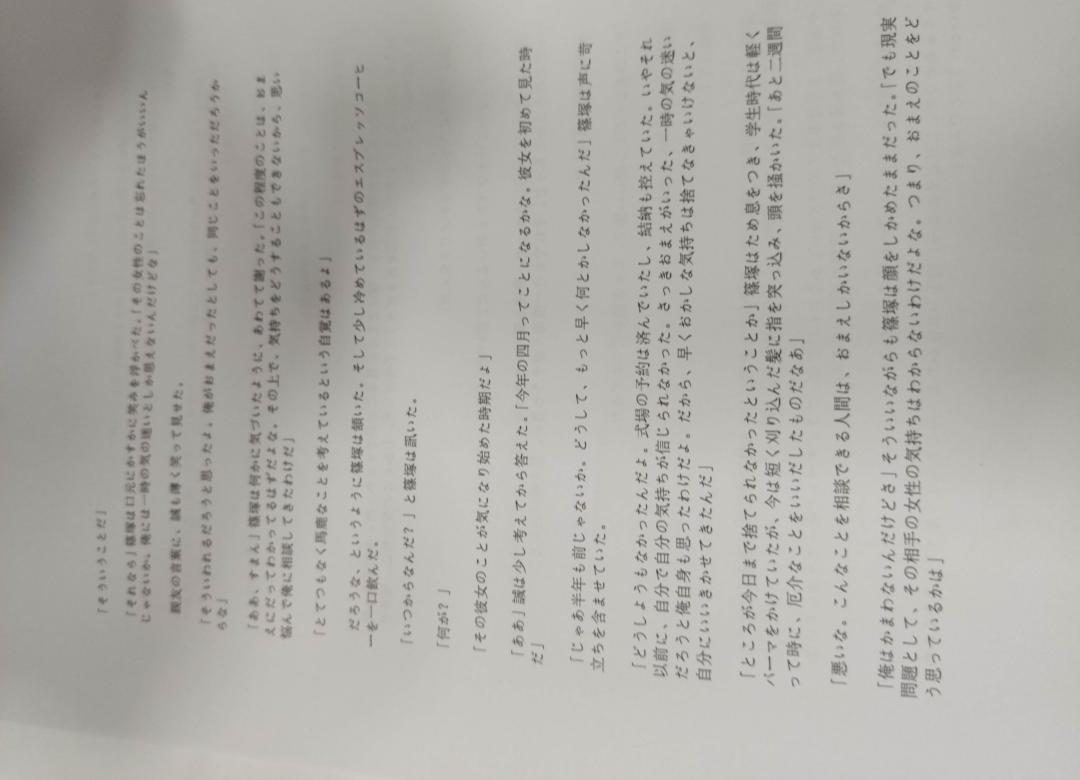 「そういうことだ」
「それなら」篠塚は口元にかすかに笑みを浮かべた。「その女性のことは忘れたほうがいいん
じゃないか。俺には一時の気の迷いとしか思えないんだけどな」
親友の言葉に、誠も薄く笑って見せた。
「そういわれるだろうと思ったよ。俺がおまえだったとしても、同じことをいっただろうか
らな」
「ああ、すまん」篠塚は何かに気づいたように、あわてて謝った。「この程度のことは、おま
えにだってわかってるはずだよな。その上で、気持ちをどうすることもできないから、思い
悩んで俺に相談してきたわけだ」
「とてつもなく馬鹿なことを考えているという自覚はあるよ」
だろうな、というように篠塚は頷いた。そして少し冷めているはずのエスプレッソコーヒ
ーを一口飲んだ。
「いつからなんだ?」と篠塚は訊いた。
「何が?」
「その彼女のことが気になり始めた時期だよ」
「ああ」誠は少し考えてから答えた。「今年の四月ってことになるかな。彼女を初めて見た時
だ」
「じゃあ半年も前じゃないか。どうして、もっと早く何とかしなかったんだ」篠塚は声に苛
立ちを含ませていた。
「どうしようもなかったんだよ。式場の予約は済んでいたし、結納も控えていた。いやそれ
以前に、自分で自分の気持ちが信じられなかった。さっきおまえがいった、一時の気の迷い
だろうと俺自身も思ったわけだよ。だから、早くおかしな気持ちは捨てなきゃいけないと、
自分にいいきかせてきたんだ」
「ところが今日まで捨てられなかったということか」篠塚はため息をつき、学生時代は軽く
パーマをかけていたが、今は短く刈り込んだ髪に指を突っ込み、頭を掻かいた。「あと二週間
って時に、厄介なことをいいだしたものだなあ」
「悪いな。こんなことを相談できる人間は、おまえしかいないからさ」
「俺はかまわないんだけどさ」そういいながらも篠塚は顔をしかめたままだった。「でも現実
問題として、その相手の女性の気持ちはわからないわけだよな。つまり、おまえのことをど
う思っているかは」